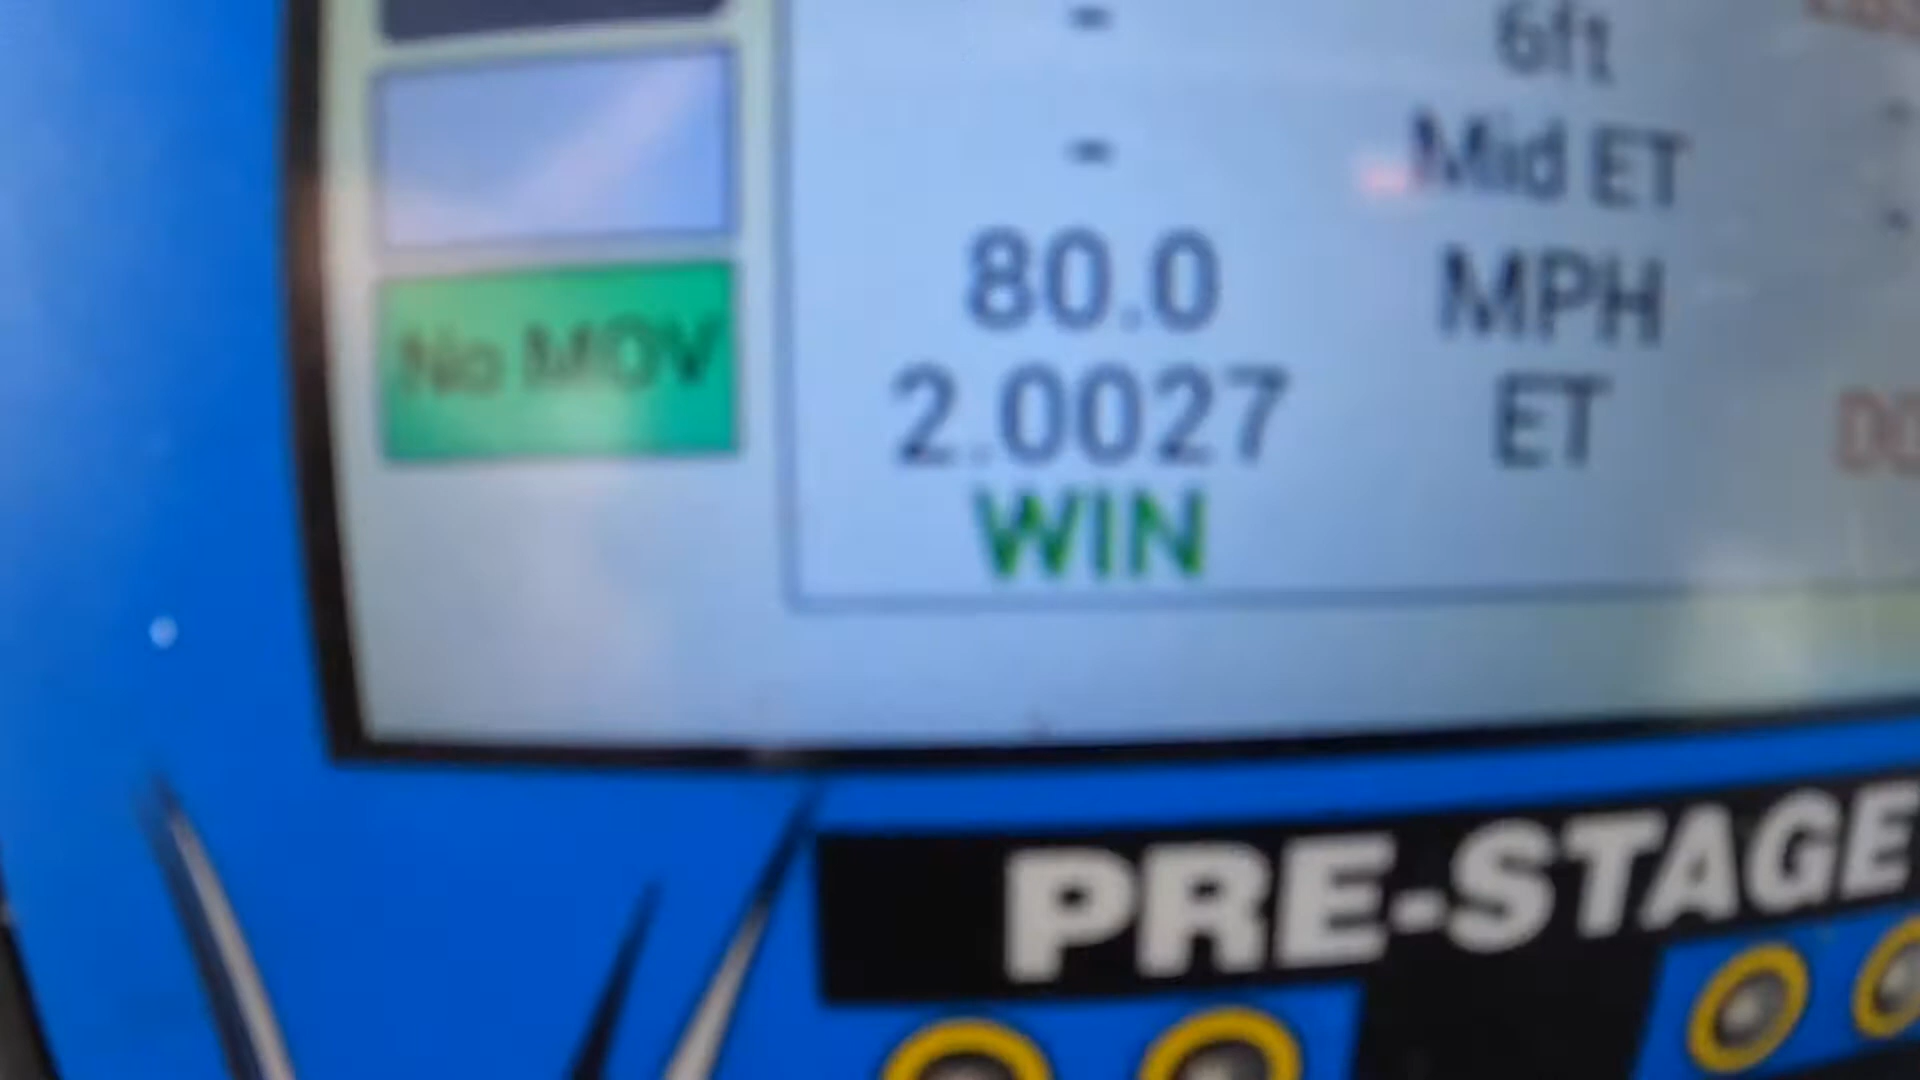 - 6ft
- Mid ET -
80.0 MPH -
No MOV
2.0027 ET
WIN
PRE-STAGE